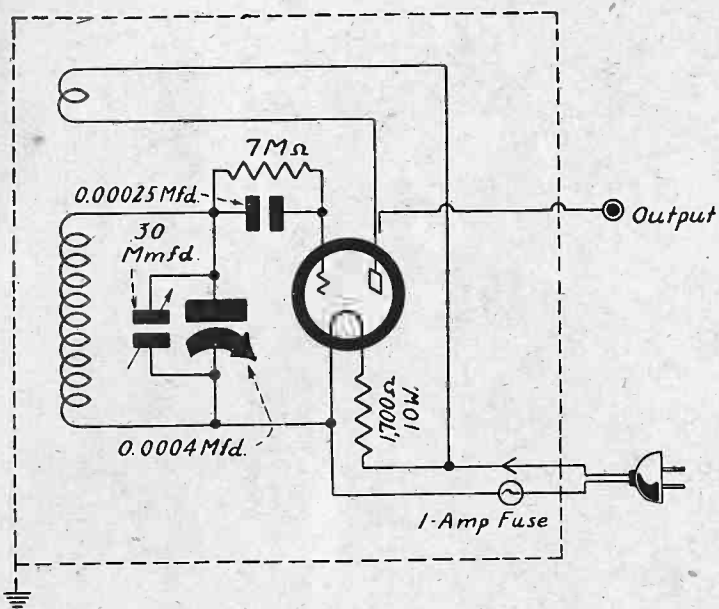 7MΩ
0.00025 Mfd.
30
Mmfd.
Output
1,700Ω
10W.
0.0004 Mfd.
1-Amp Fuse